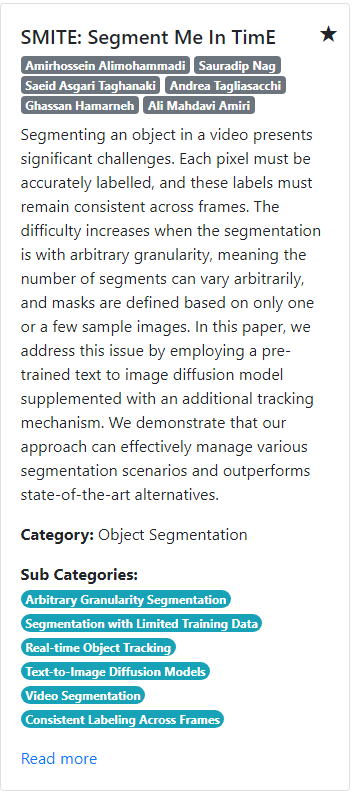 SMITE: Segment Me In TimE ★
Amirhossein Alimohammadi Sauradip Nag
Saeid Asgari Taghanaki Andrea Tagliasacchi
Ghassan Hamarneh Ali Mahdavi Amiri
Segmenting an object in a video presents
significant challenges. Each pixel must be
accurately labelled, and these labels must
remain consistent across frames. The
difficulty increases when the segmentation
is with arbitrary granularity, meaning the
number of segments can vary arbitrarily,
and masks are defined based on only one
or a few sample images. In this paper, we
address this issue by employing a pre-
trained text to image diffusion model
supplemented with an additional tracking
mechanism. We demonstrate that our
approach can effectively manage various
segmentation scenarios and outperforms
state-of-the-art alternatives.
Category: Object Segmentation
Sub Categories:
Arbitrary Granularity Segmentation
Segmentation with Limited Training Data
Real-time Object Tracking
Text-to-Image Diffusion Models
Video Segmentation
Consistent Labeling Across Frames
Read more